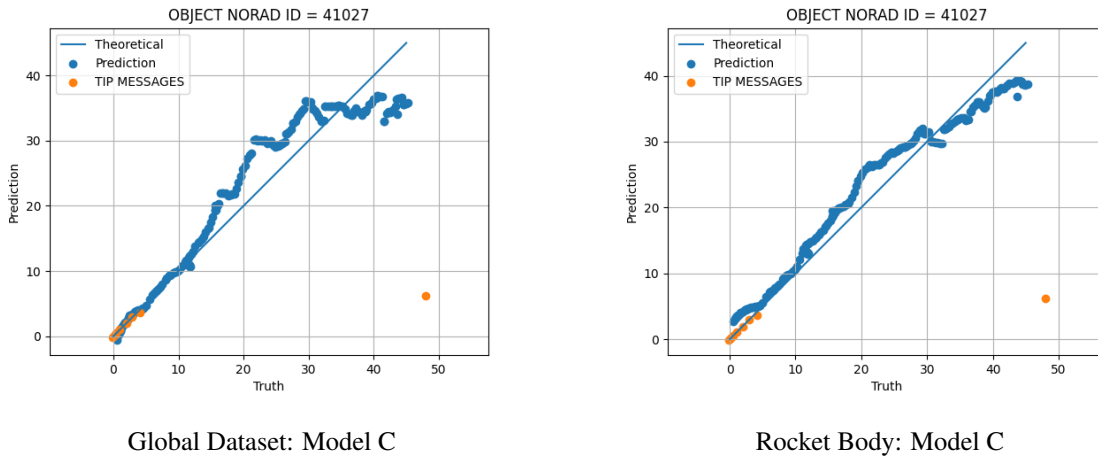 OBJECT NORAD ID = 41027
Theoretical
Prediction
TIP MESSAGES
40
30
20
10
0
Prediction
0
10
20
30
40
50
Truth
Global Dataset: Model C
OBJECT NORAD ID = 41027
Theoretical
Prediction
TIP MESSAGES
40
30
20
10
0
Prediction
0
10
20
30
40
50
Truth
Rocket Body: Model C